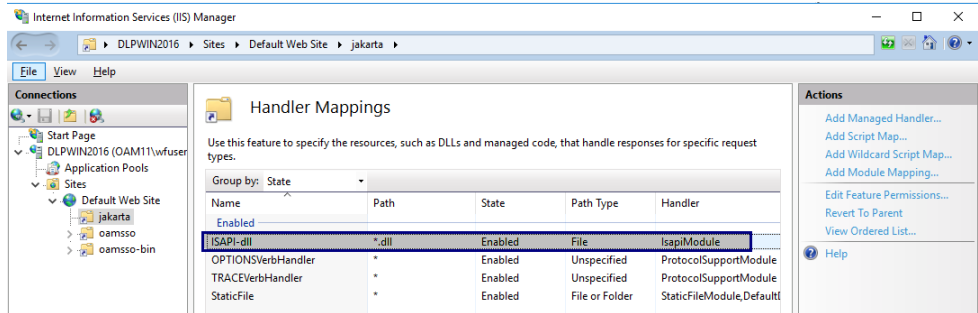 Internet Information Services (IIS) Manager
DLPWIN2016 Sites Default Web Site jakarta
File View Help
Connections
Start Page
DLPWIN2016 (OAM11\wfuser
Application Pools
Sites
Default Web Site
jakarta
oamsso
oamsso-bin
Handler Mappings
Use this feature to specify the resources, such as DLLs and managed code, that handle responses for specific request
types.
Group by: State
Name Path State Path Type Handler
Enabled
ISAPI-dll *.dll Enabled File IsapiModule
OPTIONSVerbHandler * Enabled Unspecified ProtocolSupportModule
TRACEVerbHandler * Enabled Unspecified ProtocolSupportModule
StaticFile * Enabled File or Folder StaticFileModule,Default
Actions
Add Managed Handler...
Add Script Map...
Add Wildcard Script Map...
Add Module Mapping...
Edit Feature Permissions...
Revert To Parent
View Ordered List...
Help